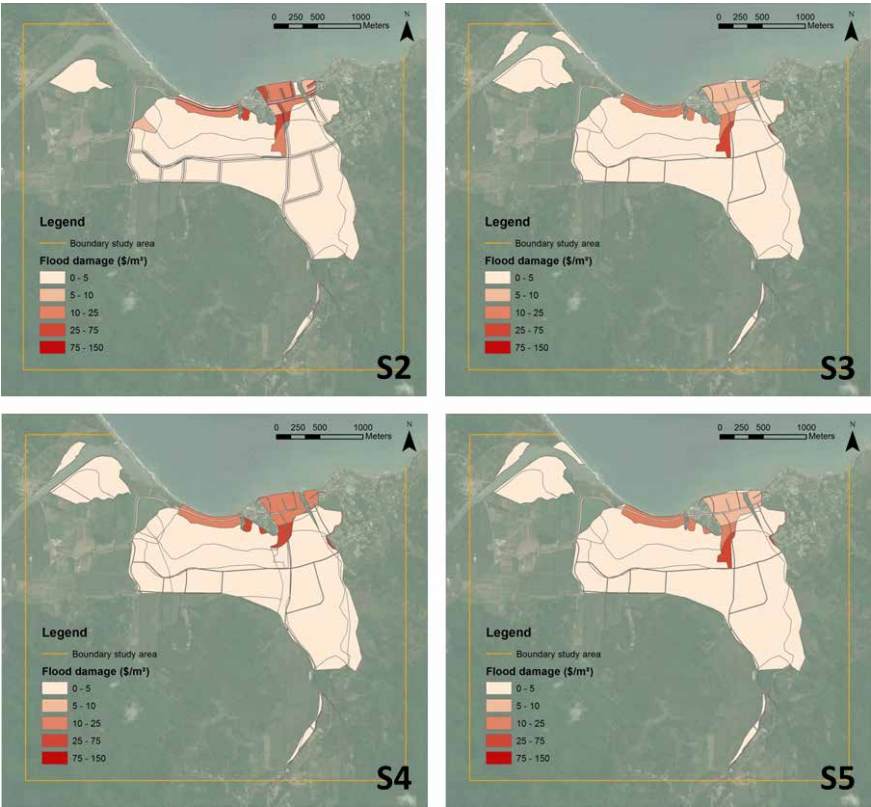 0 250 500 1000
Meters
N
Legend
Boundary study area
Flood damage ($/m²)
0 - 5
5 - 10
10 - 25
25 - 75
75 - 150
S2
0 250 500 1000
Meters
N
Legend
Boundary study area
Flood damage ($/m²)
0 - 5
5 - 10
10 - 25
25 - 75
75 - 150
S3
0 250 500 1000
Meters
N
Legend
Boundary study area
Flood damage ($/m²)
0 - 5
5 - 10
10 - 25
25 - 75
75 - 150
S4
0 250 500 1000
Meters
N
Legend
Boundary study area
Flood damage ($/m²)
0 - 5
5 - 10
10 - 25
25 - 75
75 - 150
S5